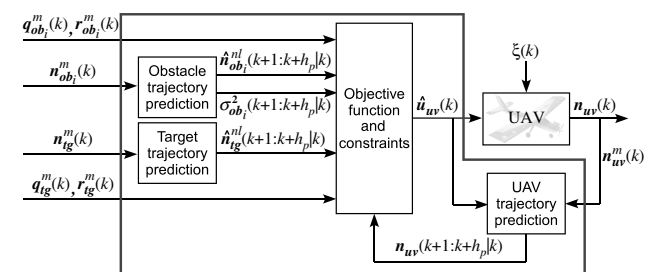 q^m_{ob_i}(k), r^m_{ob_i}(k)
n^m_{ob_i}(k)
Obstacle
trajectory
prediction
n̂^{nl}_{ob_i}(k+1:k+h_p|k)
σ^2_{ob_i}(k+1:k+h_p|k)
n^m_{tg}(k)
Target
trajectory
prediction
n̂^{nl}_{tg}(k+1:k+h_p|k)
q^m_{tg}(k), r^m_{tg}(k)
Objective
function
and
constraints
û_{uv}(k)
ξ(k)
UAV
n_{uv}(k)
n^m_{uv}(k)
UAV
trajectory
prediction
n_{uv}(k+1:k+h_p|k)